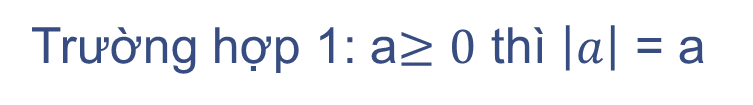 Trường hợp 1: a≥ 0 thì |𝑎| = a